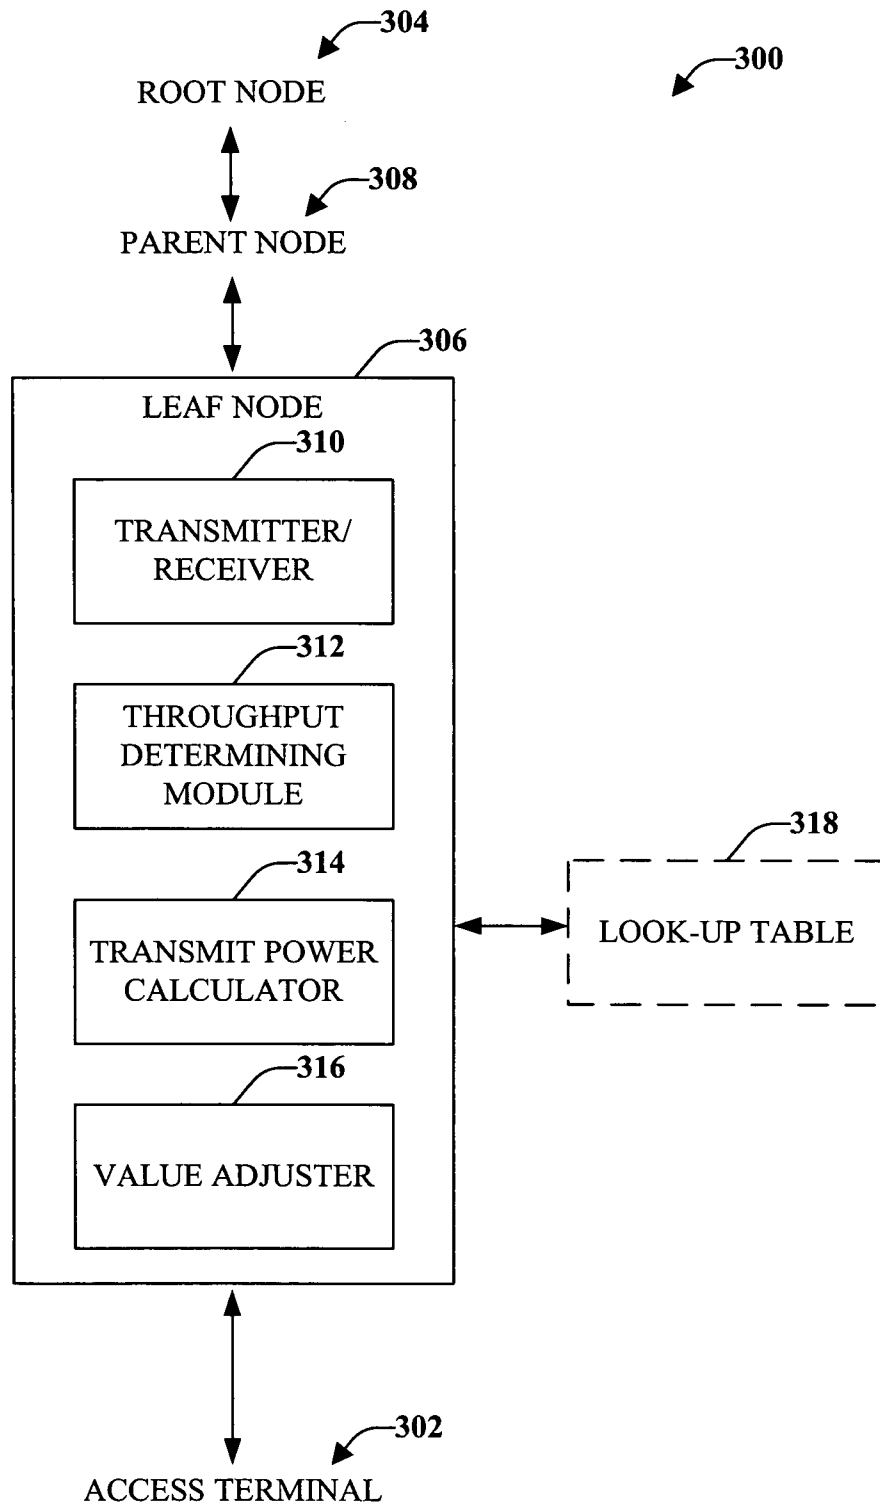 304
300
ROOT NODE
308
PARENT NODE
306
LEAF NODE
310
TRANSMITTER/
RECEIVER
312
THROUGHPUT
DETERMINING
MODULE
318
314
LOOK-UP TABLE
TRANSMIT POWER
CALCULATOR
316
VALUE ADJUSTER
302
ACCESS TERMINAL